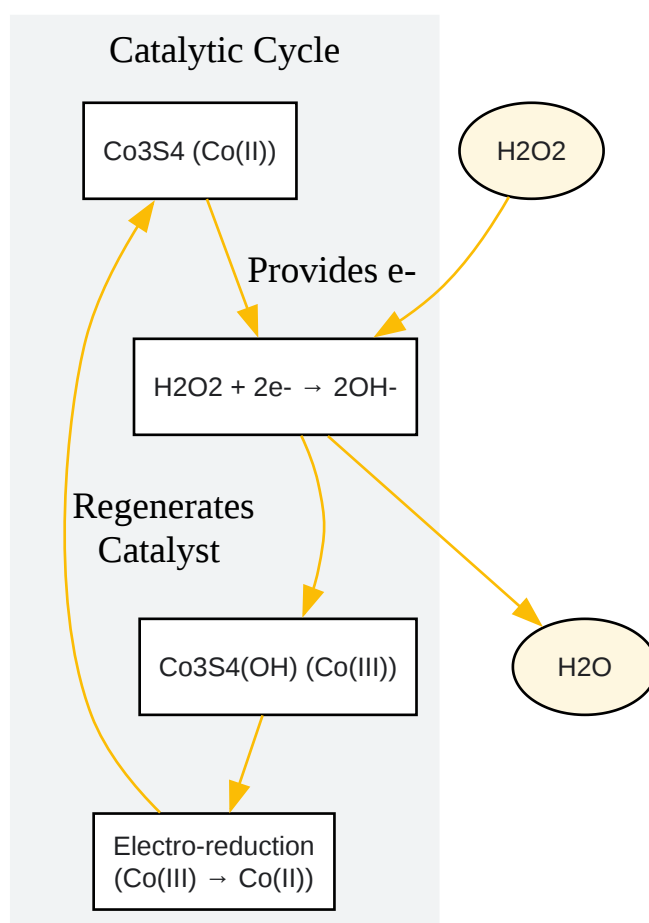 Catalytic Cycle
Co3S4 (Co(II))
H2O2
Provides e-
H2O2 + 2e- → 2OH-
Regenerates
Catalyst
Co3S4(OH) (Co(III))
H2O
Electro-reduction
(Co(III) → Co(II))